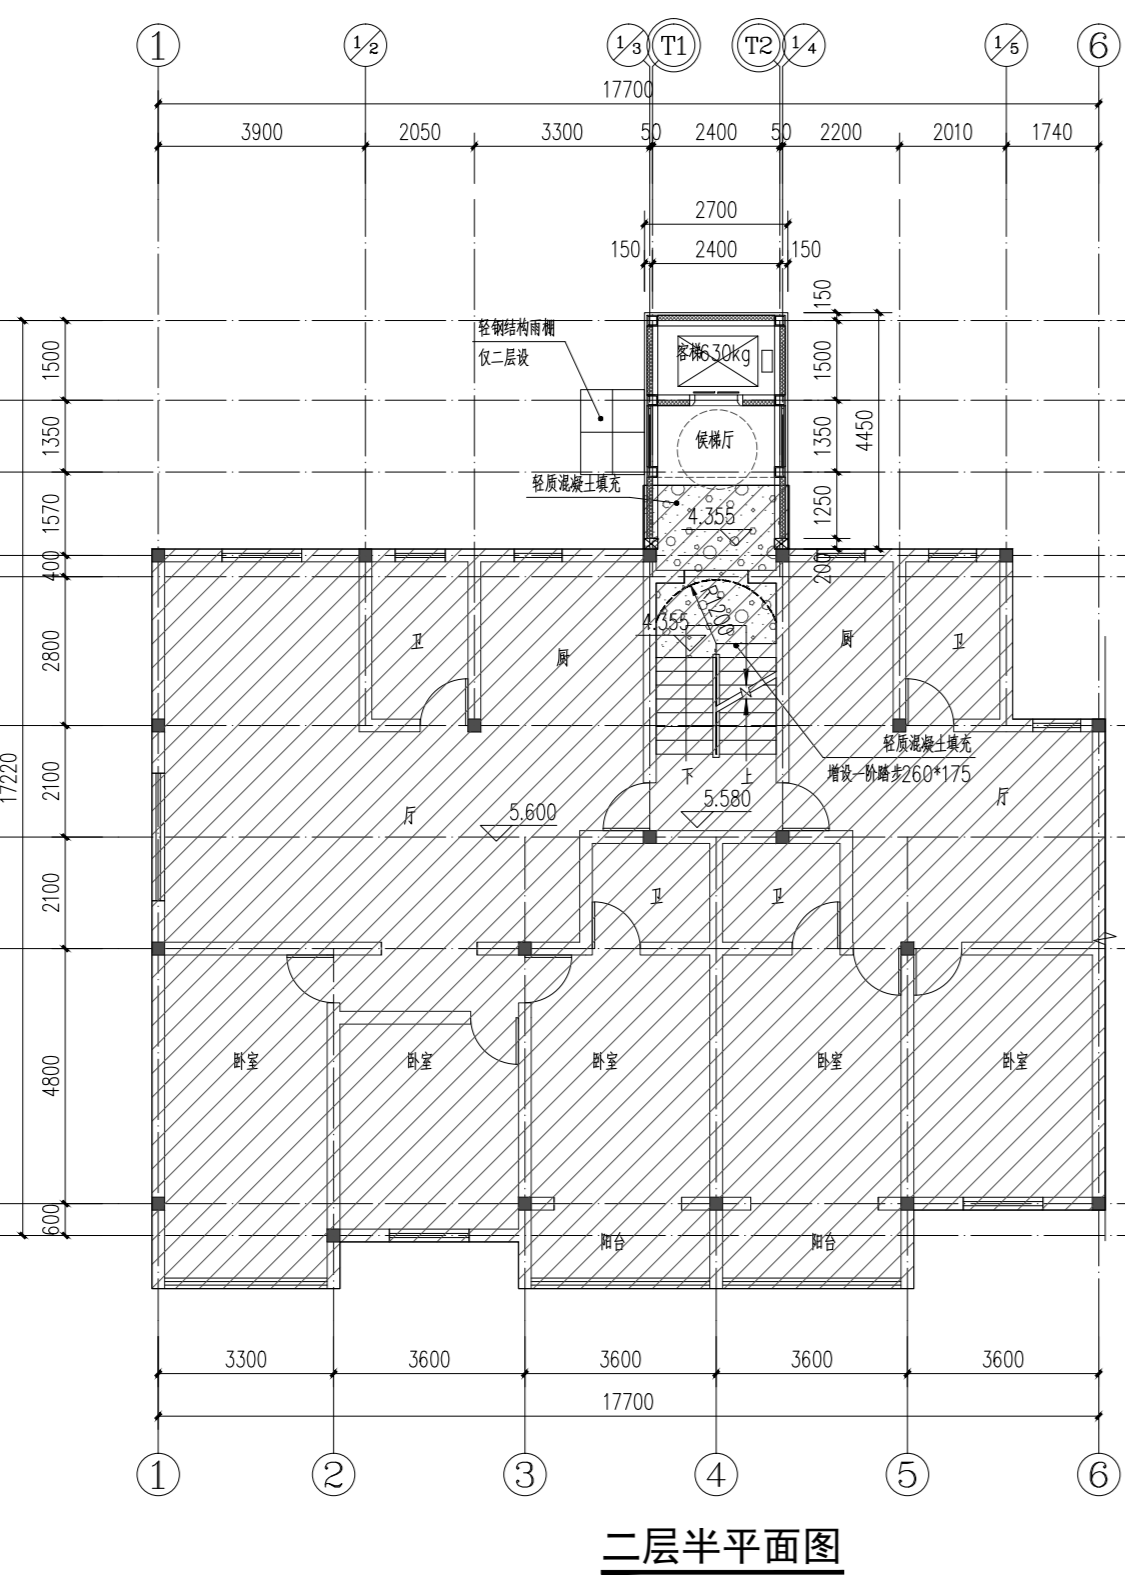 1 1/2 1/3 T1 T2 1/4 1/5 6
17700
3900 2050 3300 50 2400 50 2200 2010 1740
2700
150 2400 150
150
轻钢结构雨棚
仅二层设
客梯630kg
1500
1500
1350
候梯厅
1350
4450
轻质混凝土填充
1570
4.355
1250
400
200
R1200
4.355
2800
卫
厨
厨
卫
轻质混凝土填充
增设一阶踏步260*175
17220
2100
下
上
厅
5.600
5.580
厅
2100
卫
卫
4800
卧室
卧室
卧室
卧室
卧室
600
阳台
阳台
3300 3600 3600 3600 3600
17700
1 2 3 4 5 6
二层半平面图